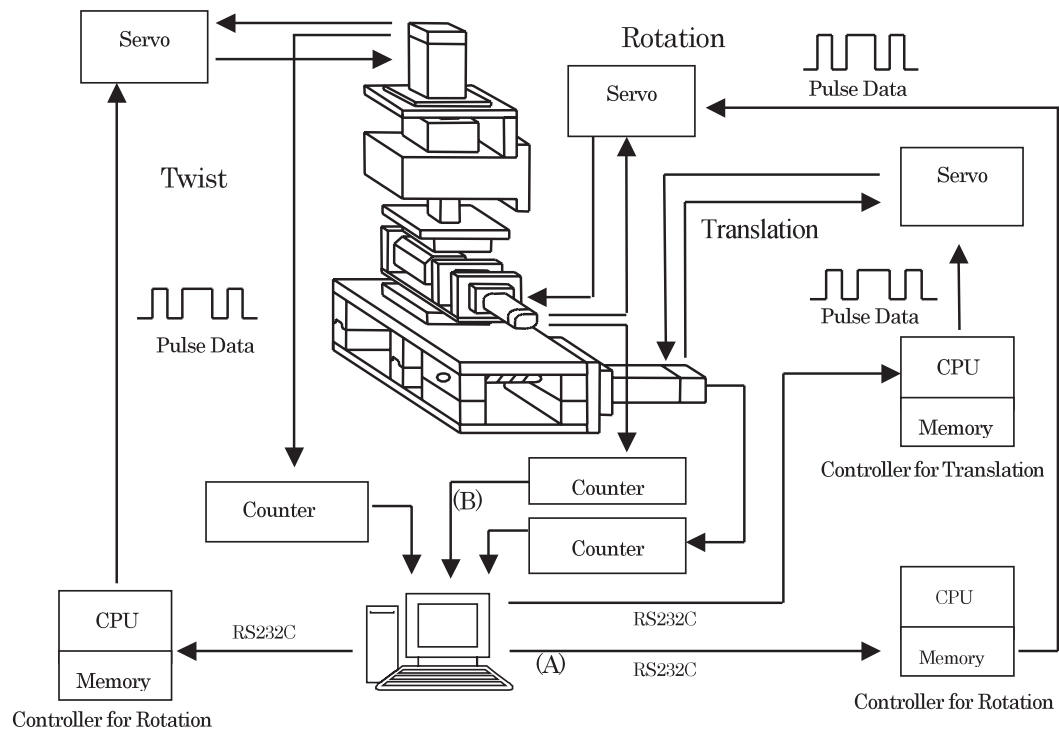 Servo
Rotation
Pulse Data
Servo
Twist
Servo
Translation
Pulse Data
Pulse Data
CPU
Memory
Controller for Translation
(B)
Counter
Counter
Counter
CPU
Memory
Controller for Rotation
RS232C
RS232C
(A)
RS232C
CPU
Memory
Controller for Rotation